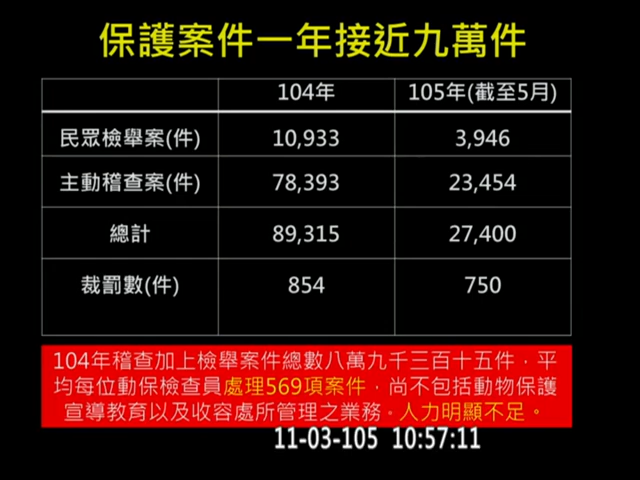 保護案件一年接近九萬件
104年 105年(截至5月)
民眾檢舉案(件) 10,933 3,946
主動稽查案(件) 78,393 23,454
總計 89,315 27,400
裁罰數(件) 854 750
104年稽查加上檢舉案件總數八萬九千三百十五件，平
均每位動保檢查員處理569項案件，尚不包括動物保護
宣導教育以及收容處所管理之業務。人力明顯不足。
11-03-105 10:57:11